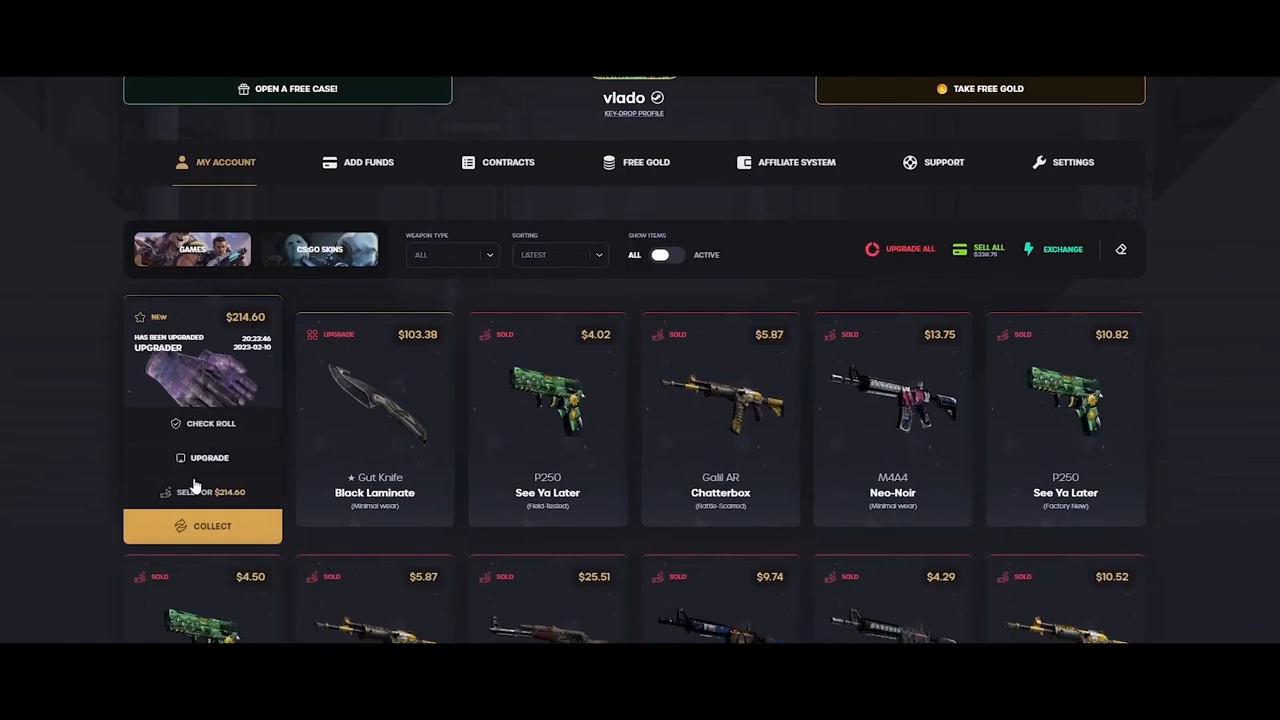 OPEN A FREE CASE!
vlado
KEY-DROP PROFILE
TAKE FREE GOLD
MY ACCOUNT
ADD FUNDS
CONTRACTS
FREE GOLD
AFFILIATE SYSTEM
SUPPORT
SETTINGS
GAMES
CS:GO SKINS
WEAPON TYPE
ALL
SORTING
LATEST
SHOW ITEMS
ALL
ACTIVE
UPGRADE ALL
SELL ALL
$238.75
EXCHANGE
NEW
$214.60
HAS BEEN UPGRADED
UPGRADER
20:23:46
2023-02-10
CHECK ROLL
UPGRADE
SELL FOR $214.60
COLLECT
UPGRADE
$103.38
★ Gut Knife
Black Laminate
(Minimal wear)
SOLD
$4.02
P250
See Ya Later
(Field-Tested)
SOLD
$5.87
Galil AR
Chatterbox
(Battle-Scarred)
SOLD
$13.75
M4A4
Neo-Noir
(Minimal wear)
SOLD
$10.82
P250
See Ya Later
(Factory New)
SOLD
$4.50
SOLD
$5.87
SOLD
$25.51
SOLD
$9.74
SOLD
$4.29
SOLD
$10.52